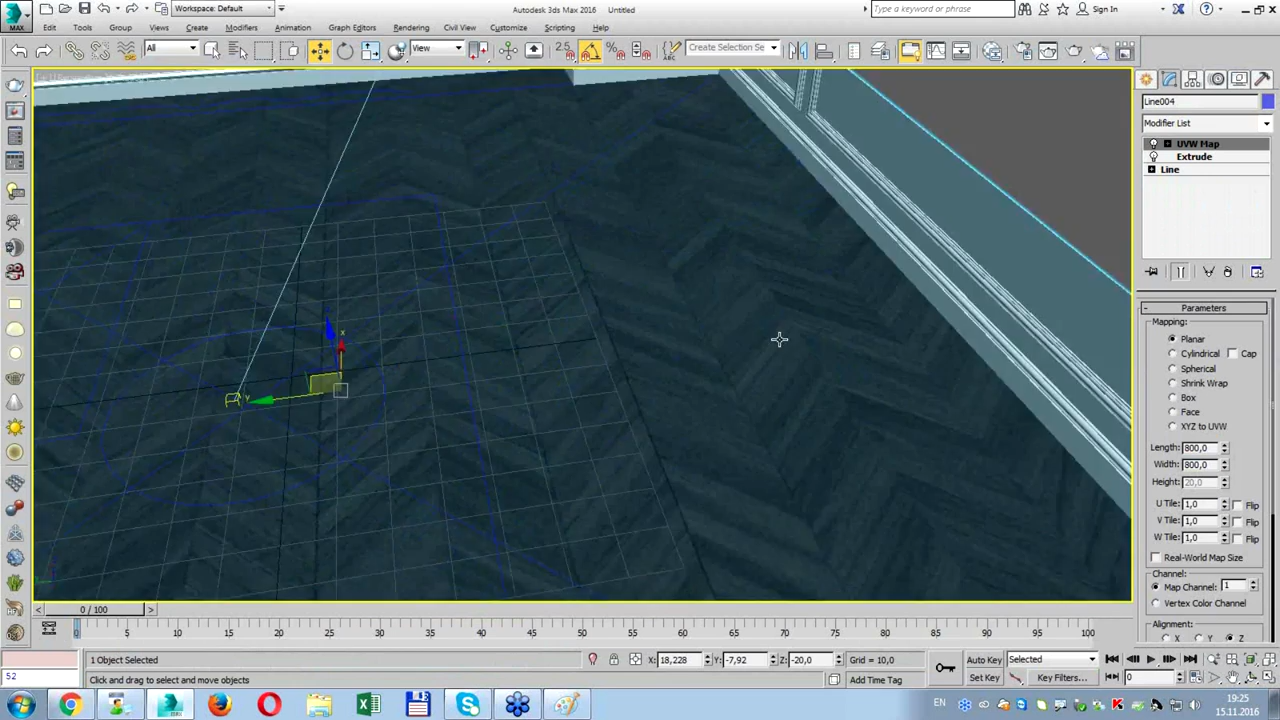 MAX
Workspace: Default
Autodesk 3ds Max 2016    Untitled
Type a keyword or phrase
Sign In
Edit
Tools
Group
Views
Create
Modifiers
Animation
Graph Editors
Rendering
Civil View
Customize
Scripting
Help
All
View
2.5
Create Selection Se
Line004
Modifier List
UVW Map
Extrude
Line
x
Y
Parameters
Mapping:
Planar
Cylindrical
Cap
Spherical
Shrink Wrap
Box
Face
XYZ to UVW
Length: 800,0
Width: 800,0
Height: 20,0
U Tile: 1,0 Flip
V Tile: 1,0 Flip
W Tile: 1,0 Flip
Real-World Map Size
Channel:
Map Channel: 1
Vertex Color Channel
Alignment:
X Y Z
< 0 / 100 >
0 5 10 15 20 25 30 35 40 45 50 55 60 65 70 75 80 85 90 95 100
1 Object Selected
X: 18,228
Y: -7,92
Z: -20,0
Grid = 10,0
Auto Key
Selected
52
Click and drag to select and move objects
Add Time Tag
Set Key
Key Filters...
0
EN
19:25
15.11.2016